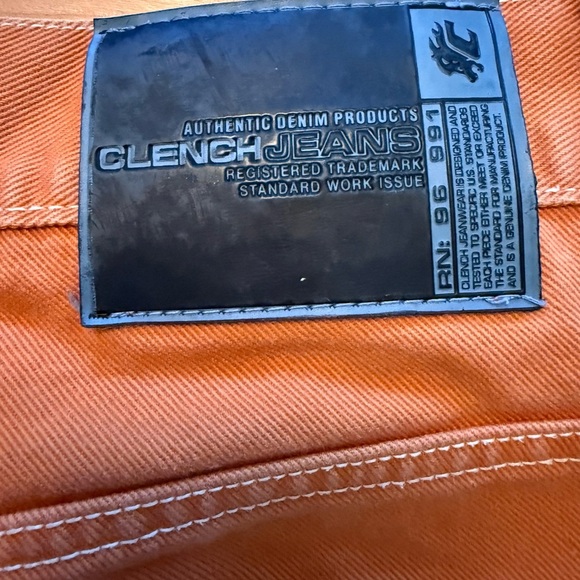 AUTHENTIC DENIM PRODUCTS
CLENCH JEANS
REGISTERED TRADEMARK
STANDARD WORK ISSUE
C
RN: 96 991
CLENCH JEANWEAR IS DESIGNED AND
TESTED TO SPECIFIC U.S. STANDARDS
EACH PIECE EITHER MEET OR EXCEED
THE STANDARD FOR MANUFACTURING
AND IS A GENUINE DENIM PRODUCT.